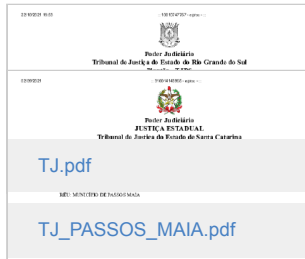 Poder Judiciário
Tribunal de Justiça do Estado do Rio Grande do Sul
Poder Judiciário
JUSTIÇA ESTADUAL
Tribunal de Justiça do Estado de Santa Catarina
TJ.pdf
RÉU: MUNICÍPIO DE PASSOS MAIA
TJ_PASSOS_MAIA.pdf